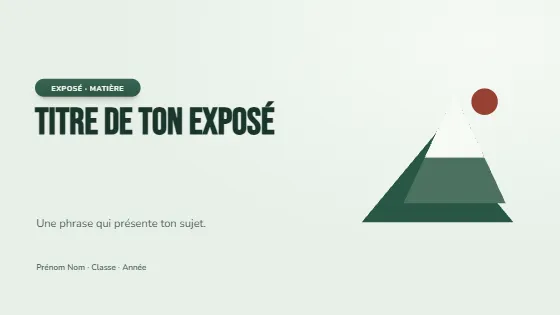 EXPOSÉ · MATIÈRE
TITRE DE TON EXPOSÉ
Une phrase qui présente ton sujet.
Prénom Nom · Classe · Année